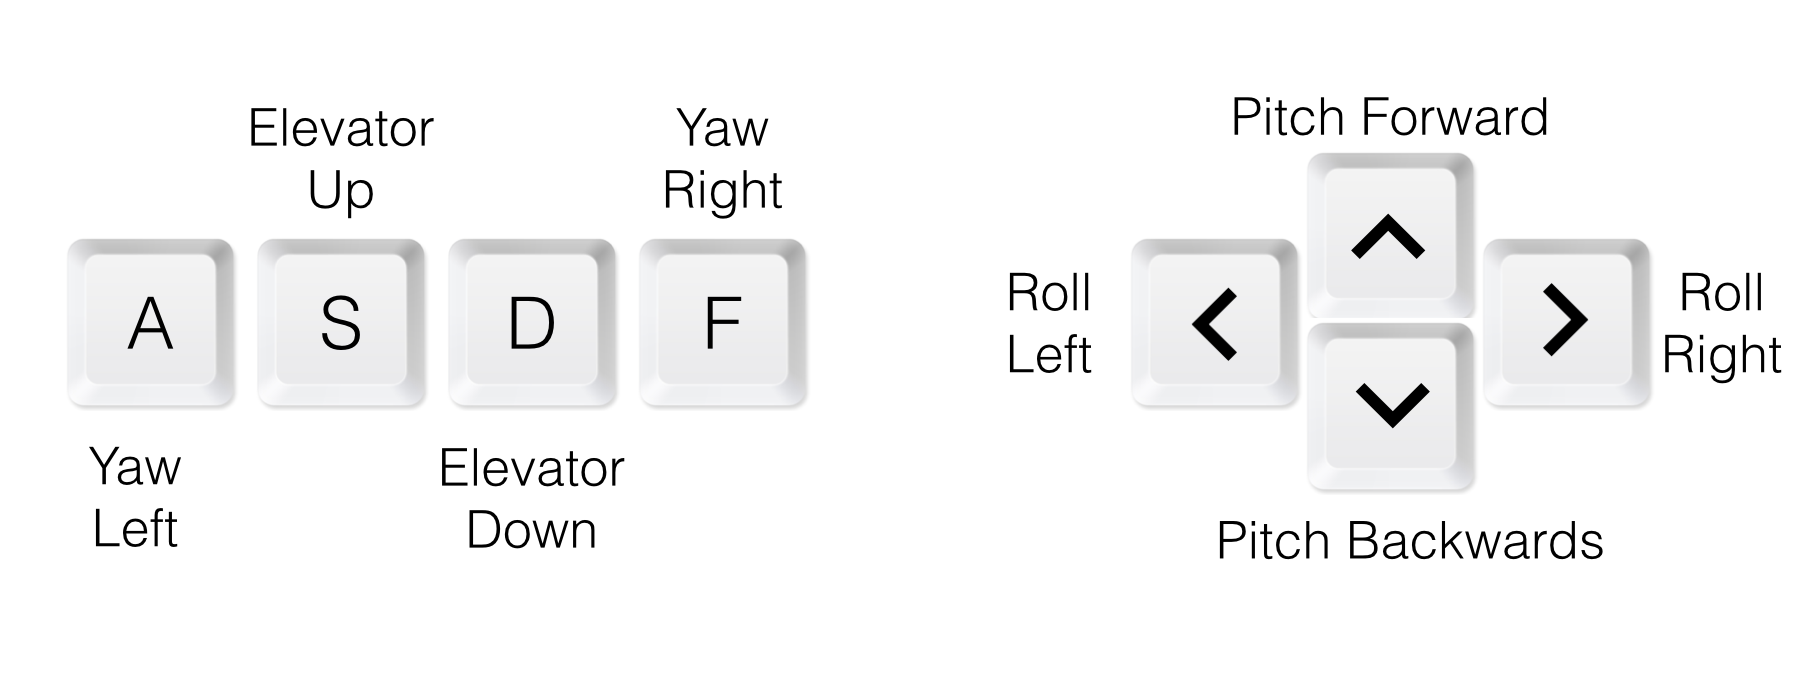 Elevator
Up
Yaw
Right
A
S
D
F
Yaw
Left
Elevator
Down
Pitch Forward
Roll
Left
Roll
Right
Pitch Backwards